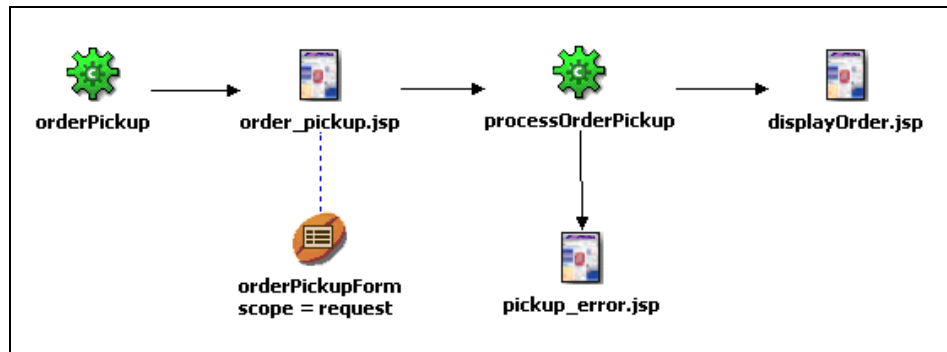 orderPickup
order_pickup.jsp
processOrderPickup
displayOrder.jsp
orderPickupForm
scope = request
pickup_error.jsp